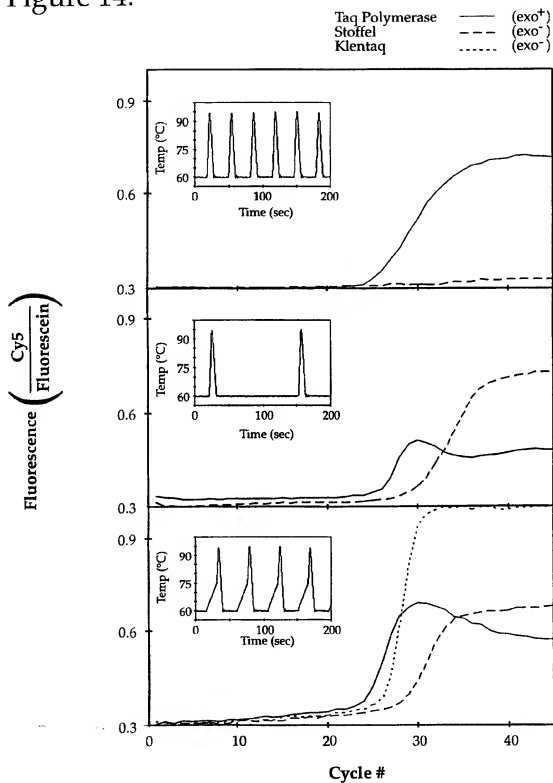 Figure 14.
Taq Polymerase (exo+)
Stoffel (exo-)
Klentaq (exo-)
Fluorescence (Cy5 / Fluorescein)
0.9
0.6
0.3
Temp (°C)
90
75
60
0 100 200
Time (sec)
0.9
0.6
0.3
Temp (°C)
90
75
60
0 100 200
Time (sec)
0.9
0.6
0.3
Temp (°C)
90
75
60
0 100 200
Time (sec)
0 10 20 30 40
Cycle #